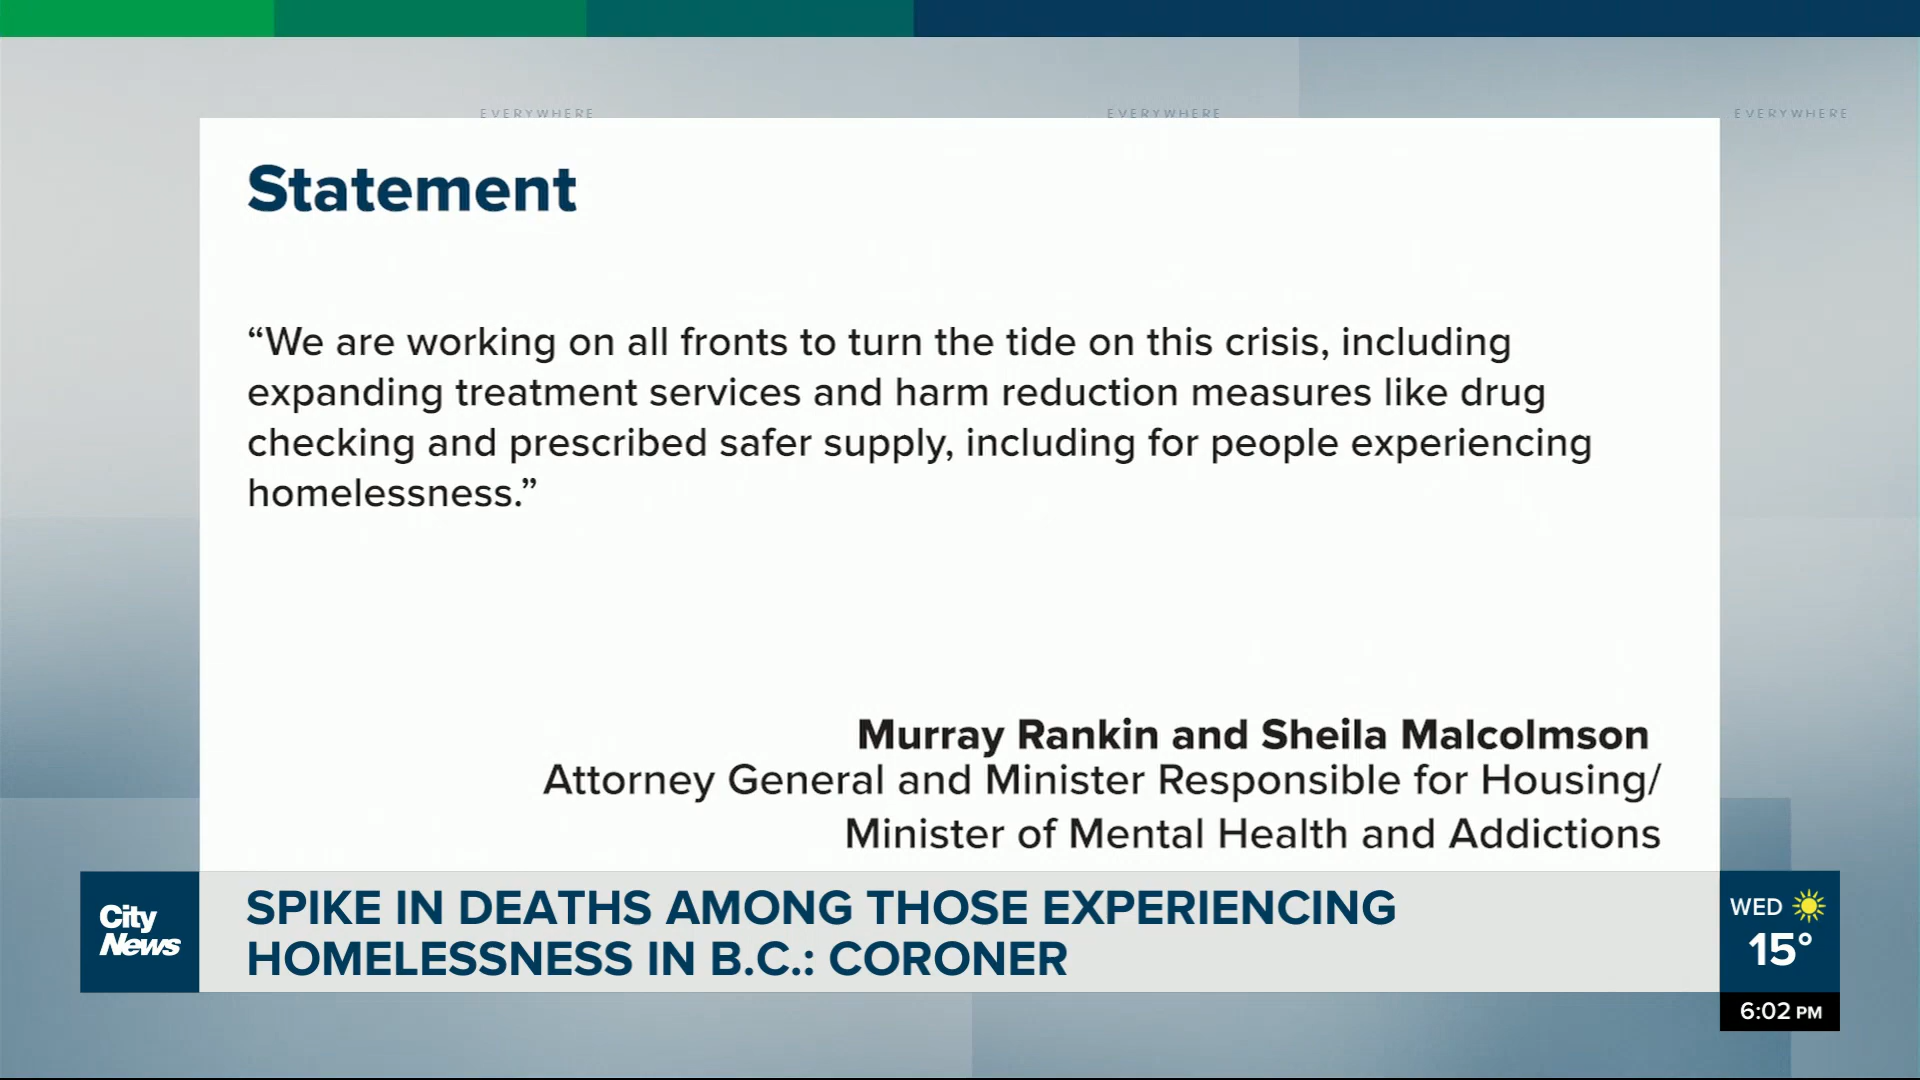 EVERYWHERE EVERYWHERE EVERYWHERE
Statement
“We are working on all fronts to turn the tide on this crisis, including
expanding treatment services and harm reduction measures like drug
checking and prescribed safer supply, including for people experiencing
homelessness.”
Murray Rankin and Sheila Malcolmson
Attorney General and Minister Responsible for Housing/
Minister of Mental Health and Addictions
City
News
SPIKE IN DEATHS AMONG THOSE EXPERIENCING
HOMELESSNESS IN B.C.: CORONER
WED
15°
6:02 PM